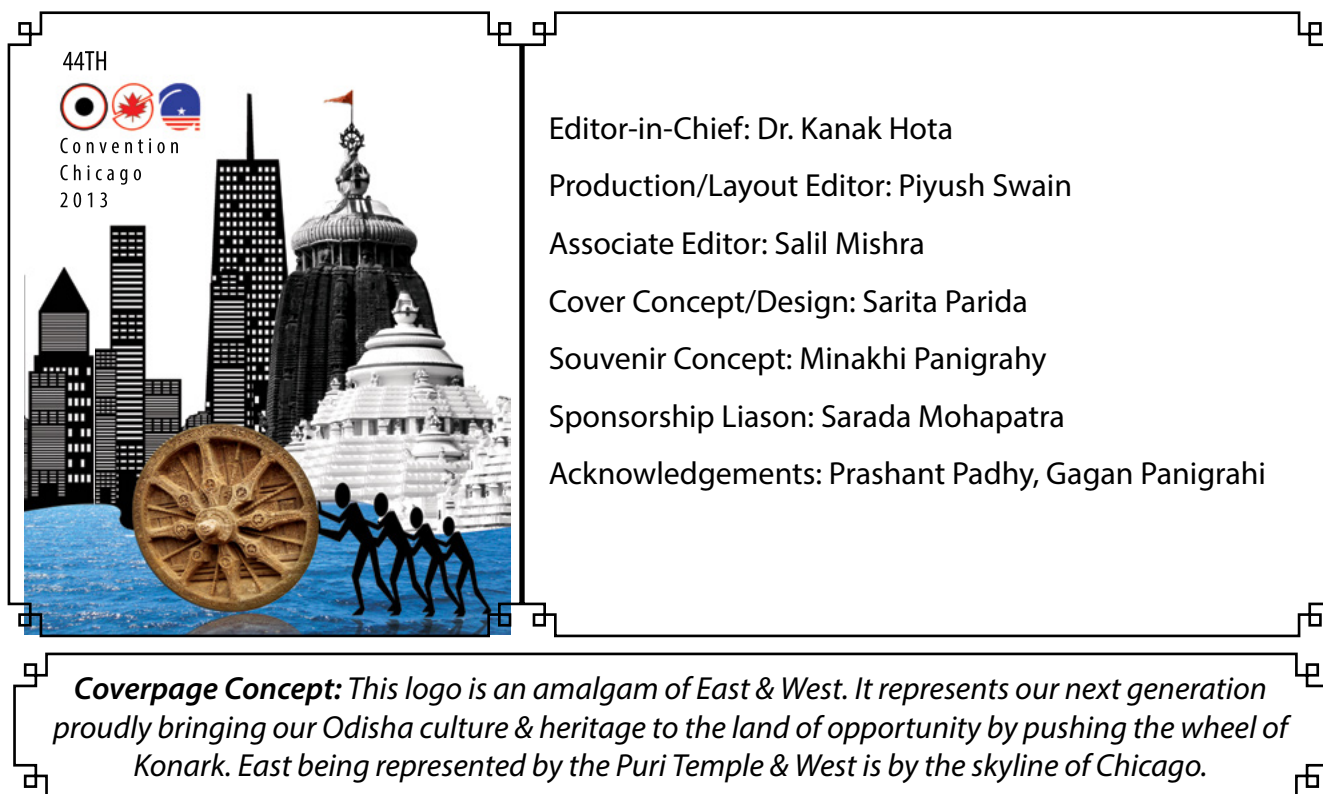 44TH
Convention
Chicago
2013
Editor-in-Chief: Dr. Kanak Hota
Production/Layout Editor: Piyush Swain
Associate Editor: Salil Mishra
Cover Concept/Design: Sarita Parida
Souvenir Concept: Minakhi Panigrahy
Sponsorship Liason: Sarada Mohapatra
Acknowledgements: Prashant Padhy, Gagan Panigrahi
Coverpage Concept: This logo is an amalgam of East & West. It represents our next generation
proudly bringing our Odisha culture & heritage to the land of opportunity by pushing the wheel of
Konark. East being represented by the Puri Temple & West is by the skyline of Chicago.